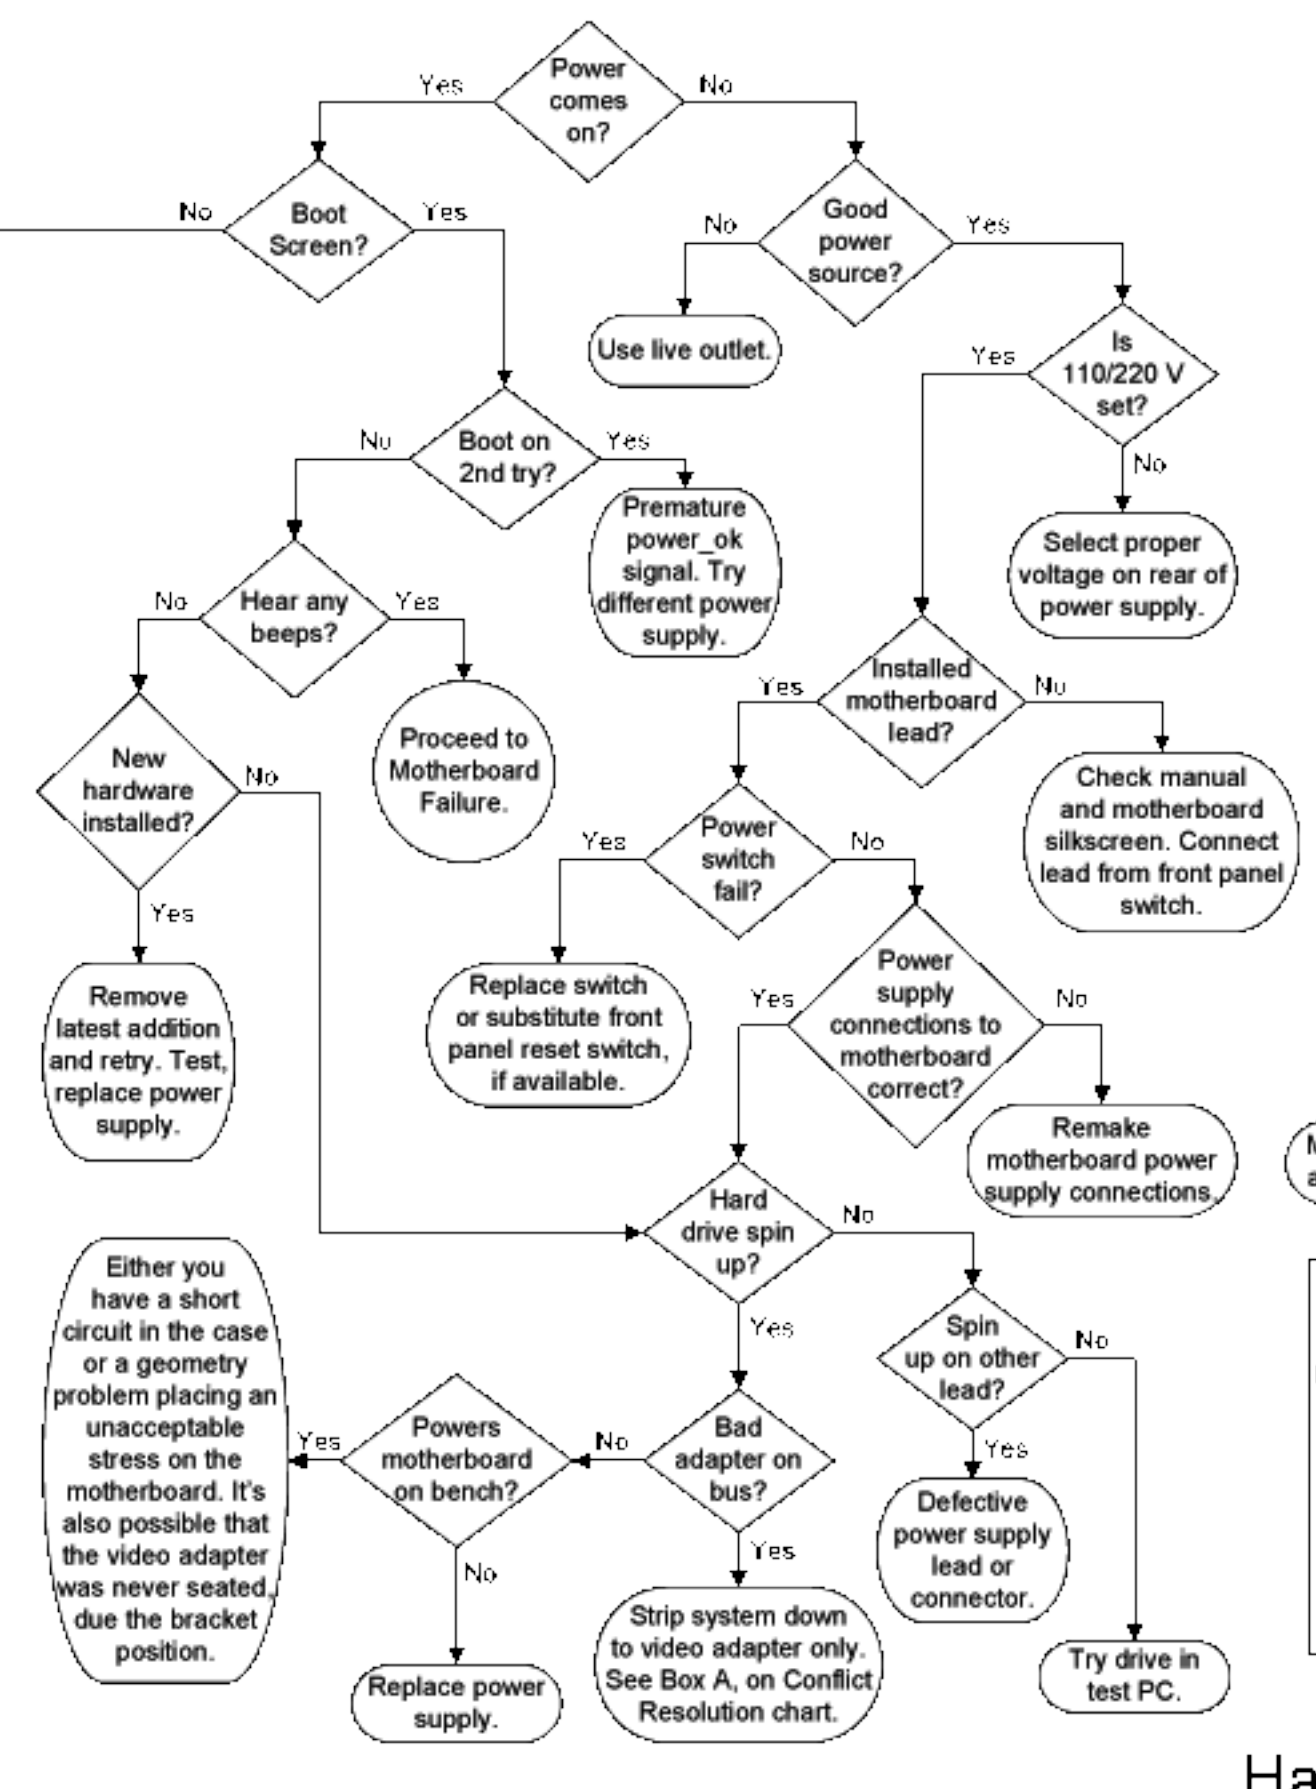 Power
comes
on?
Yes
No
Boot
Screen?
No
Yes
Good
power
source?
No
Yes
Use live outlet.
Is
110/220 V
set?
Yes
No
Boot on
2nd try?
No
Yes
Premature
power_ok
signal. Try
different power
supply.
Select proper
voltage on rear of
power supply.
Hear any
beeps?
No
Yes
Installed
motherboard
lead?
Yes
No
Proceed to
Motherboard
Failure.
New
hardware
installed?
No
Yes
Check manual
and motherboard
silkscreen. Connect
lead from front panel
switch.
Power
switch
fail?
Yes
No
Remove
latest addition
and retry. Test,
replace power
supply.
Replace switch
or substitute front
panel reset switch,
if available.
Power
supply
connections to
motherboard
correct?
Yes
No
Remake
motherboard power
supply connections.
Hard
drive spin
up?
No
Yes
Spin
up on other
lead?
No
Yes
Either you
have a short
circuit in the case
or a geometry
problem placing an
unacceptable
stress on the
motherboard. It's
also possible that
the video adapter
was never seated,
due the bracket
position.
Yes
Powers
motherboard
on bench?
No
Bad
adapter on
bus?
No
Yes
Defective
power supply
lead or
connector.
Replace power
supply.
Strip system down
to video adapter only.
See Box A, on Conflict
Resolution chart.
Try drive in
test PC.